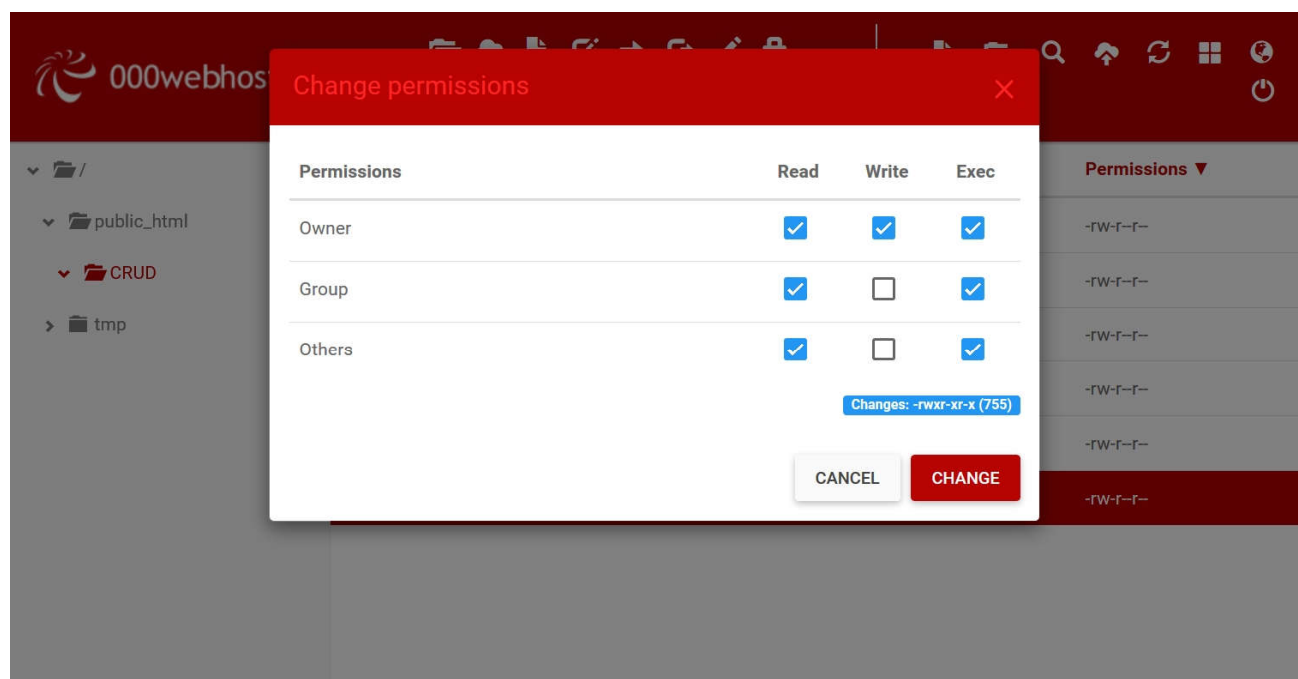 000webhos
Change permissions
/
public_html
CRUD
tmp
Permissions Read Write Exec
Owner
Group
Others
Changes: -rwxr-xr-x (755)
CANCEL CHANGE
Permissions ▼
-rw-r--r--
-rw-r--r--
-rw-r--r--
-rw-r--r--
-rw-r--r--
-rw-r--r--